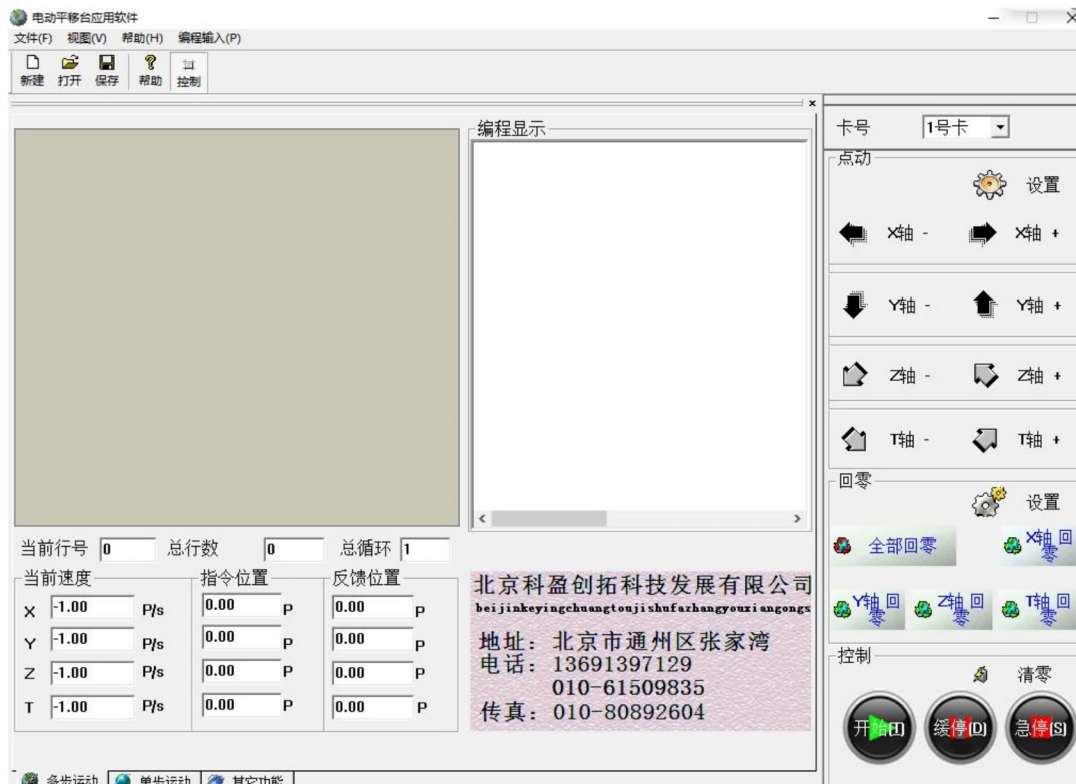 电动平移台应用软件
文件(F) 视图(V) 帮助(H) 编程输入(P)
新建 打开 保存 帮助 控制
编程显示
当前行号 0 总行数 0 总循环 1
当前速度 指令位置 反馈位置
X -1.00 P/s 0.00 P 0.00 P
Y -1.00 P/s 0.00 P 0.00 P
Z -1.00 P/s 0.00 P 0.00 P
T -1.00 P/s 0.00 P 0.00 P
北京科盈创拓科技发展有限公司
beijinkeyingchuangtoujishufazhangyouxiangongs
地址：北京市通州区张家湾
电话：13691397129
010-61509835
传真：010-80892604
多步运动 单步运动 其它功能
卡号 1号卡
点动
设置
X轴 - X轴 +
Y轴 - Y轴 +
Z轴 - Z轴 +
T轴 - T轴 +
回零
设置
全部回零 X轴 回零
Y轴 回零 Z轴 回零 T轴 回零
控制
清零
开始(T) 缓停(D) 急停(S)